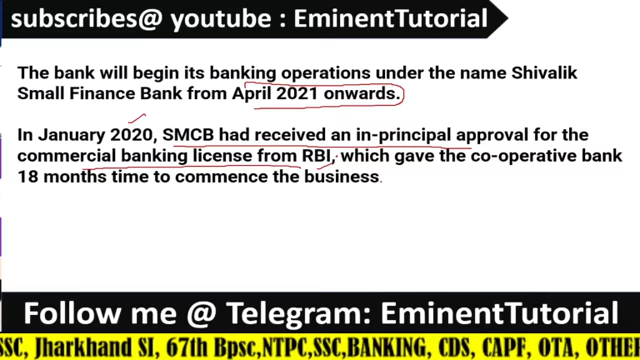 subscribes@ youtube : EminentTutorial
The bank will begin its banking operations under the name Shivalik
Small Finance Bank from April 2021 onwards.
In January 2020, SMCB had received an in-principal approval for the
commercial banking license from RBI, which gave the co-operative bank
18 months time to commence the business.
Follow me @ Telegram: EminentTutorial
SSC, Jharkhand SI, 67th Bpsc,NTPC,SSC,BANKING, CDS, CAPF, OTA, OTHE